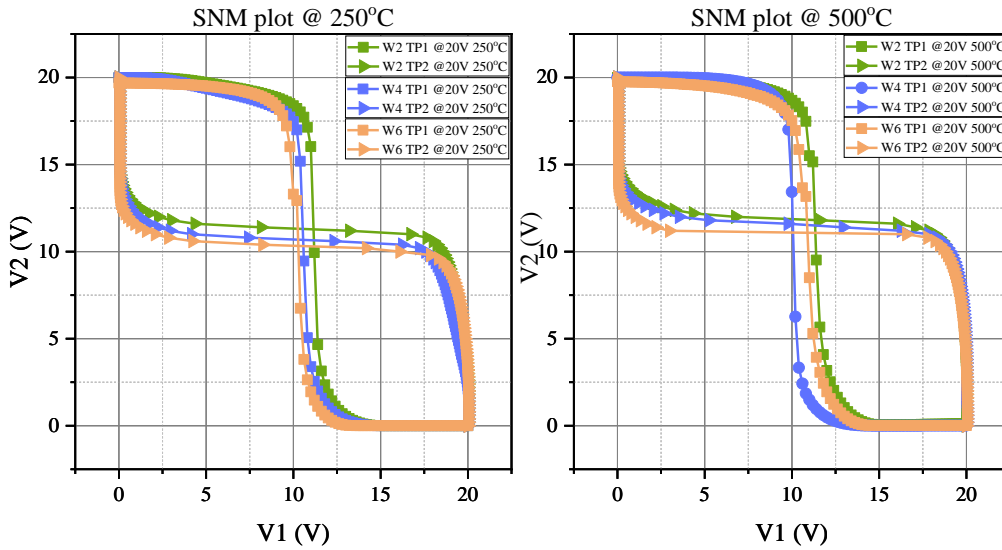 SNM plot @ 250°C
W2 TP1 @20V 250°C
W2 TP2 @20V 250°C
W4 TP1 @20V 250°C
W4 TP2 @20V 250°C
W6 TP1 @20V 250°C
W6 TP2 @20V 250°C
20
15
10
5
0
V2 (V)
0 5 10 15 20
V1 (V)
SNM plot @ 500°C
W2 TP1 @20V 500°C
W2 TP2 @20V 500°C
W4 TP1 @20V 500°C
W4 TP2 @20V 500°C
W6 TP1 @20V 500°C
W6 TP2 @20V 500°C
20
15
10
5
0
V2 (V)
0 5 10 15 20
V1 (V)